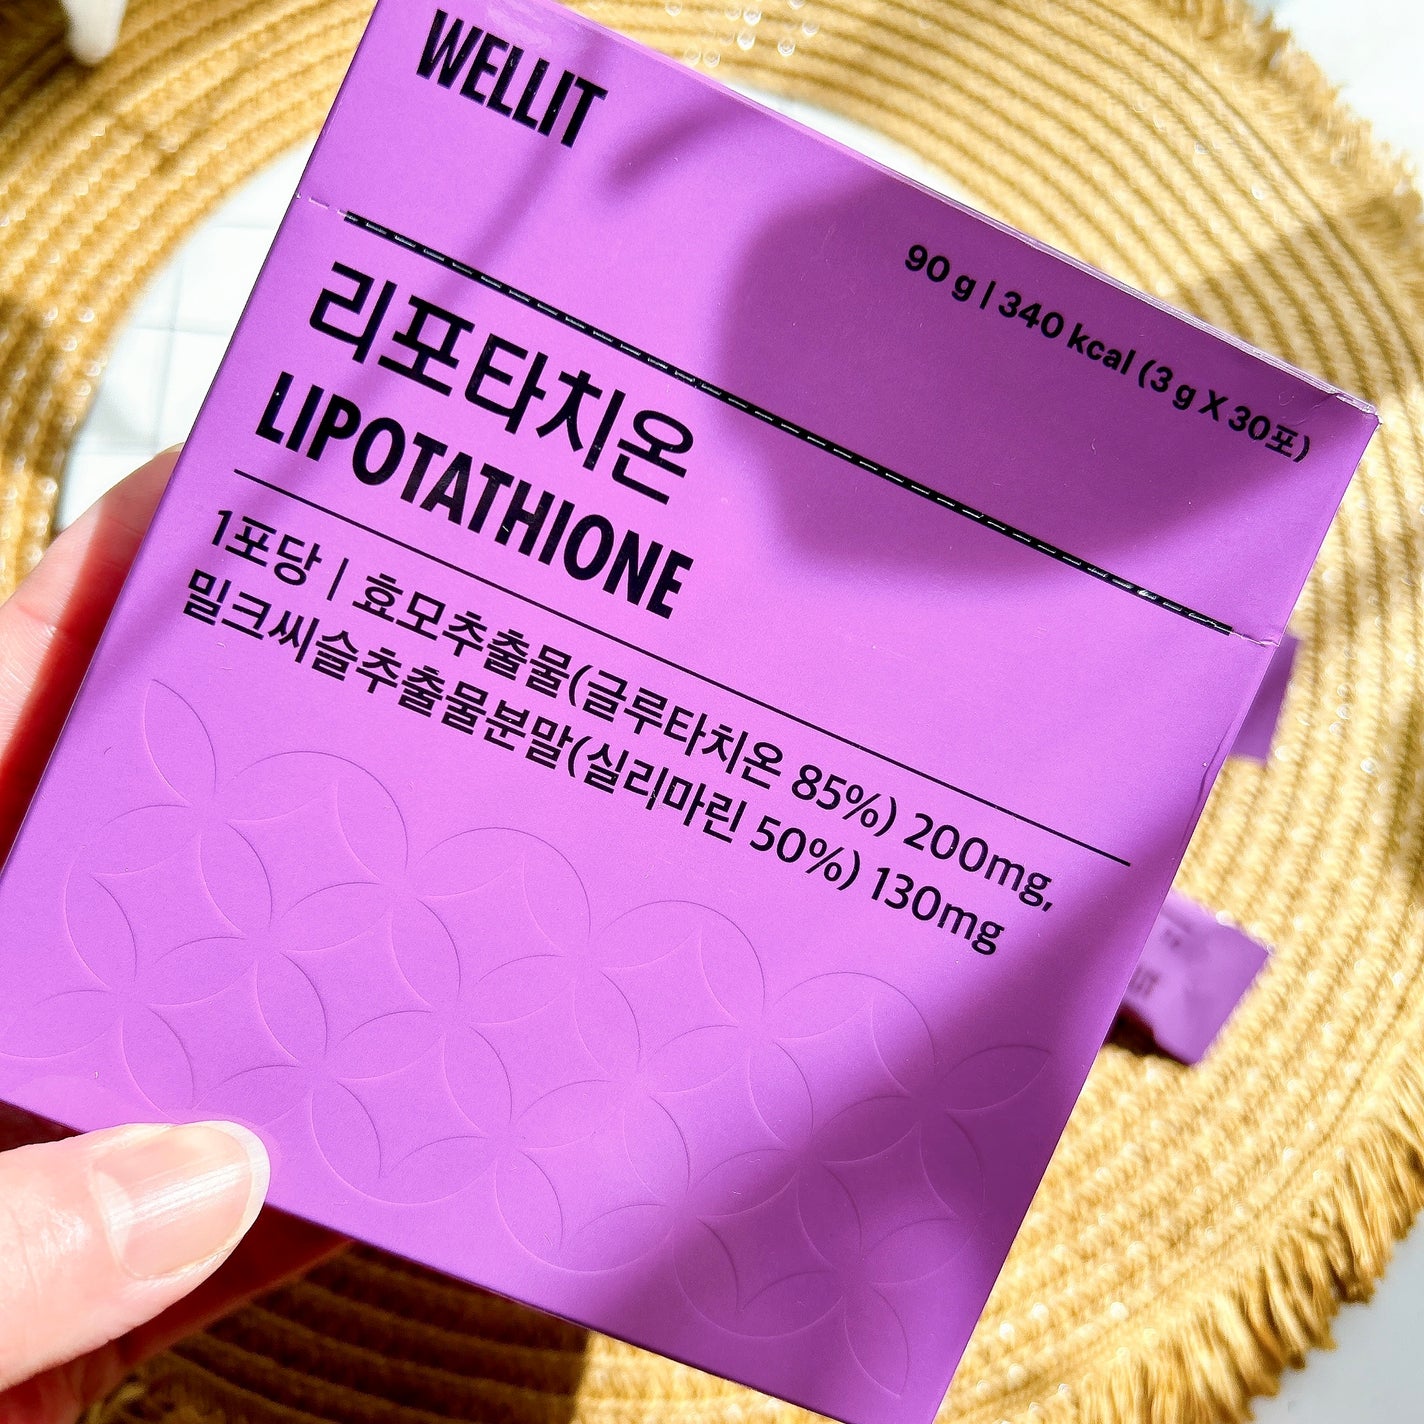 WELLIT
90 g | 340 kcal (3 g X 30포)
리포타치온
LIPOTATHIONE
1포당 | 효모추출물(글루타치온 85%) 200mg,
밀크씨슬추출물분말(실리마린 50%) 130mg